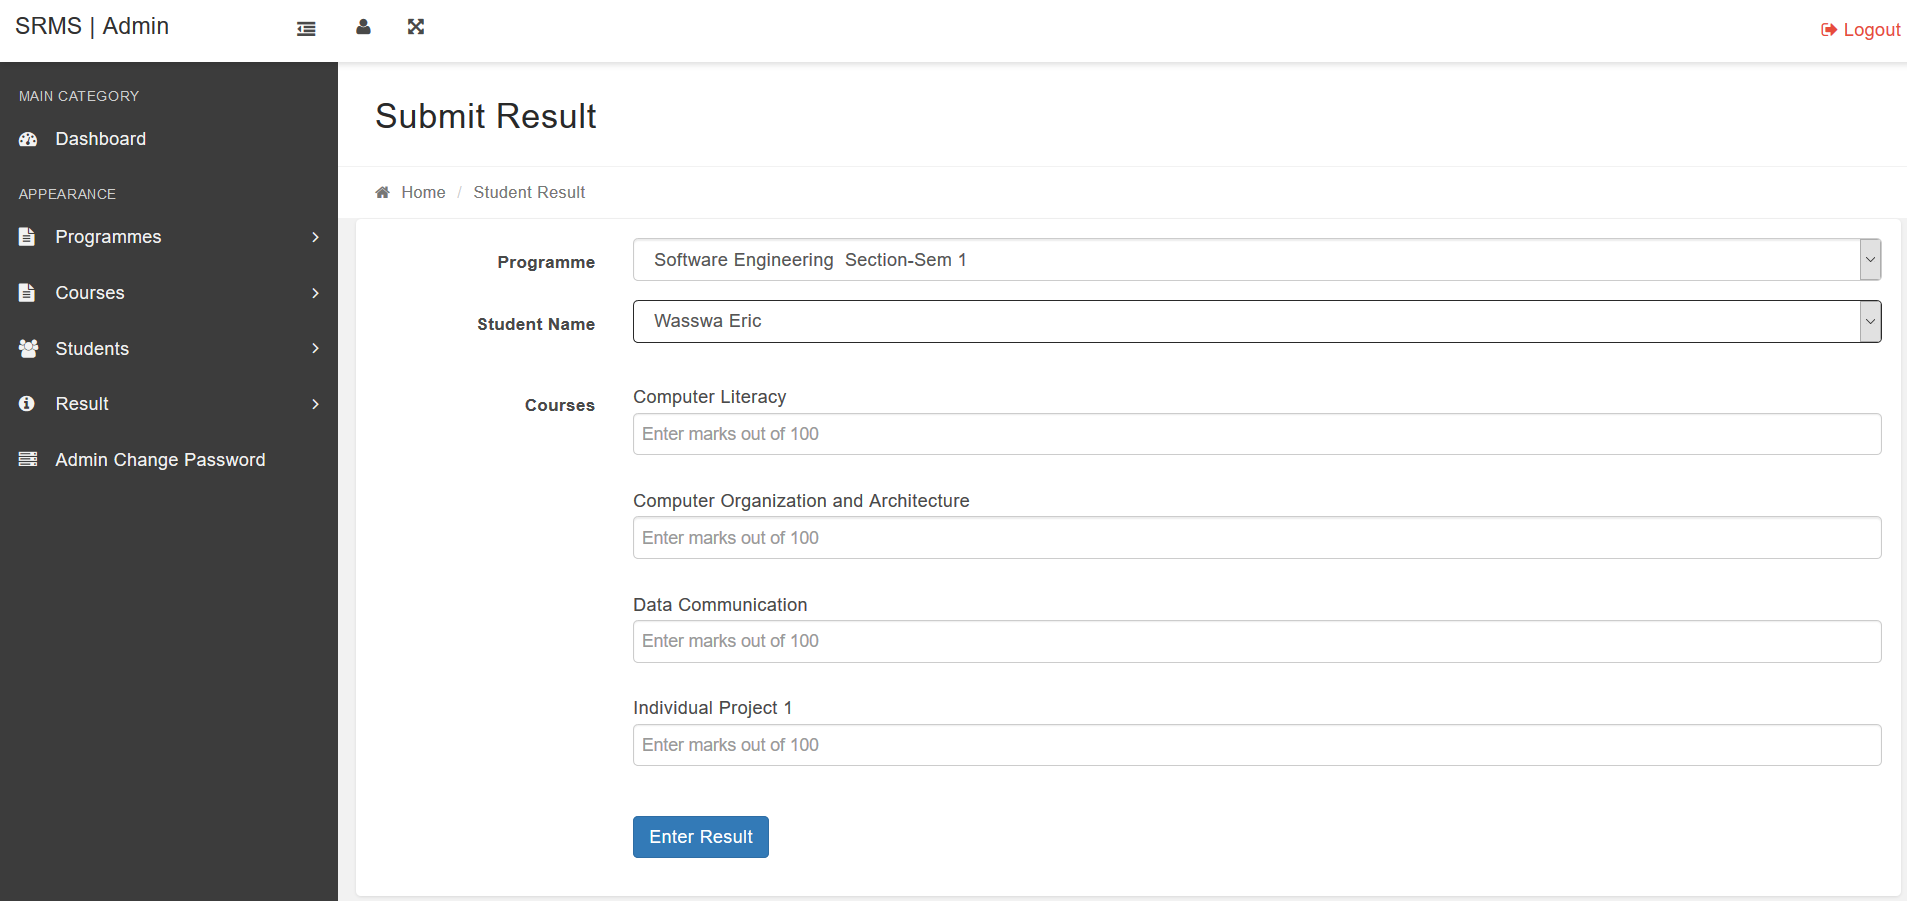 SRMS | Admin
Logout
MAIN CATEGORY
Dashboard
APPEARANCE
Programmes
Courses
Students
Result
Admin Change Password
Submit Result
Home / Student Result
Programme
Software Engineering  Section-Sem 1
Student Name
Wasswa Eric
Courses
Computer Literacy
Enter marks out of 100
Computer Organization and Architecture
Enter marks out of 100
Data Communication
Enter marks out of 100
Individual Project 1
Enter marks out of 100
Enter Result